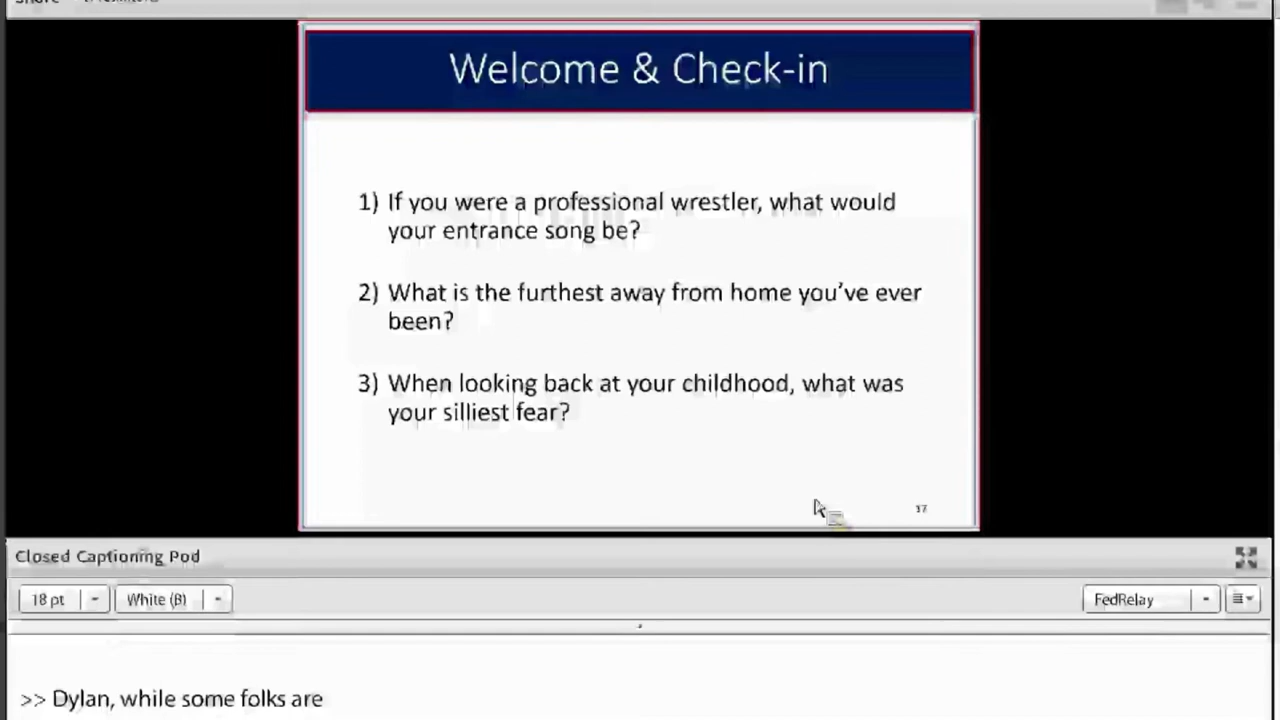 Welcome & Check-in
1) If you were a professional wrestler, what would
your entrance song be?
2) What is the furthest away from home you've ever
been?
3) When looking back at your childhood, what was
your silliest fear?
17
Closed Captioning Pod
18 pt
White (B)
FedRelay
>> Dylan, while some folks are